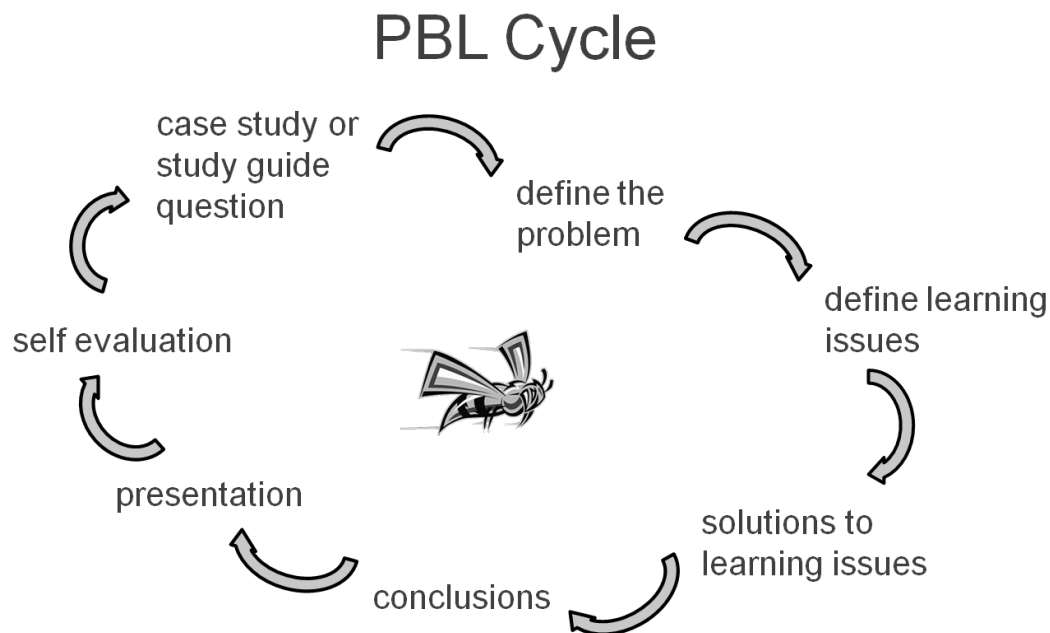 PBL Cycle
case study or
study guide
question
define the
problem
define learning
issues
solutions to
learning issues
conclusions
presentation
self evaluation